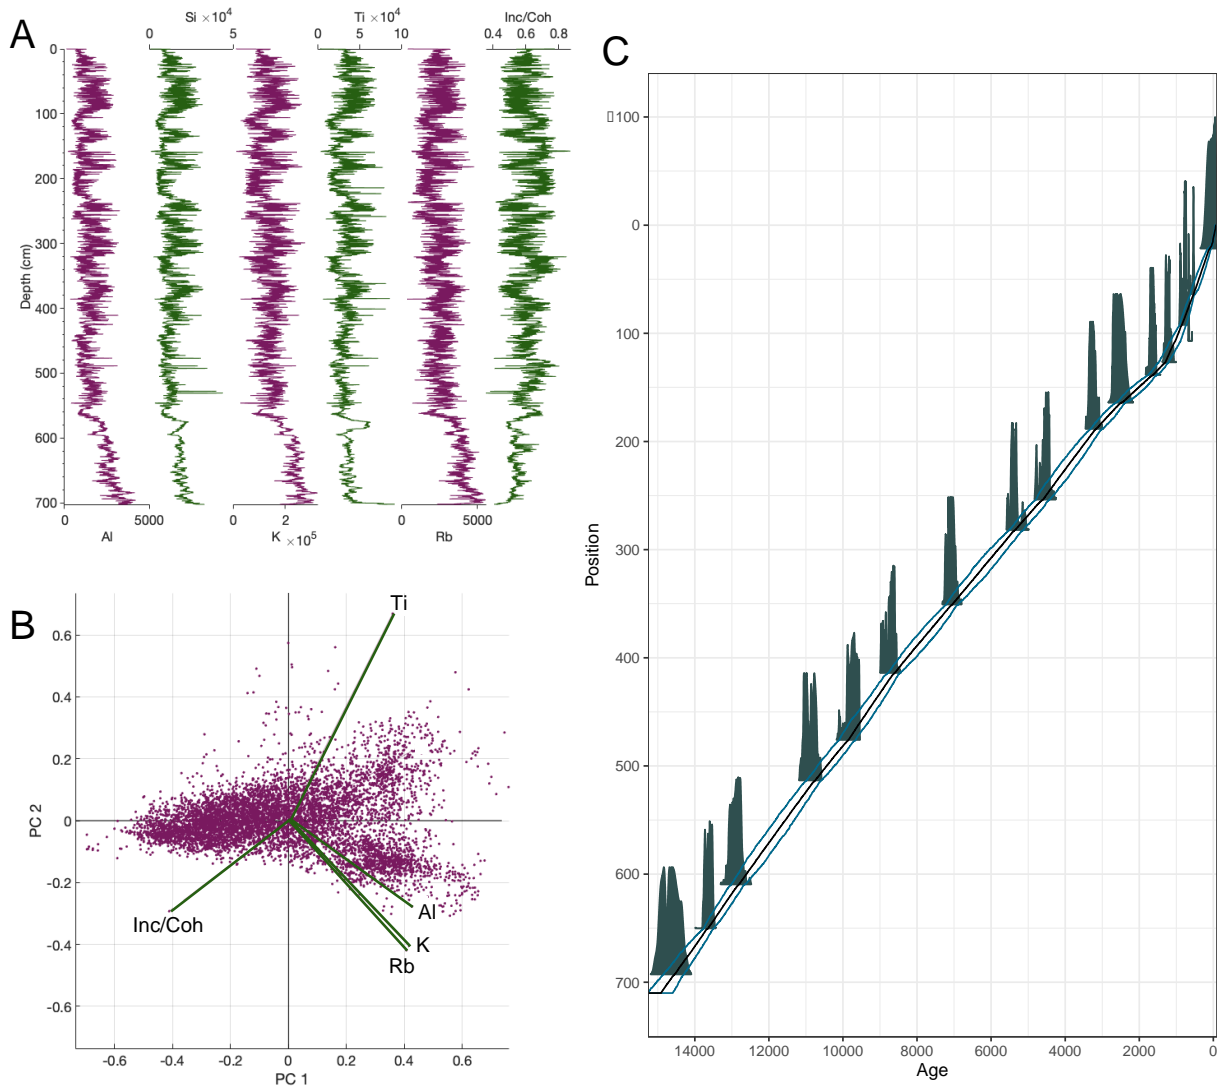 A
Si ×10⁴
Ti ×10⁴
Inc/Coh
0
5
0
5
10
0.4
0.6
0.8
0
100
200
300
400
500
600
700
Depth (cm)
0
5000
0
2
0
5000
Al
K ×10⁵
Rb
B
0.6
0.4
0.2
0
-0.2
-0.4
-0.6
PC 2
Ti
Inc/Coh
Al
K
Rb
-0.6
-0.4
-0.2
0
0.2
0.4
0.6
PC 1
C
▯100
0
100
200
300
400
500
600
700
Position
14000
12000
10000
8000
6000
4000
2000
0
Age